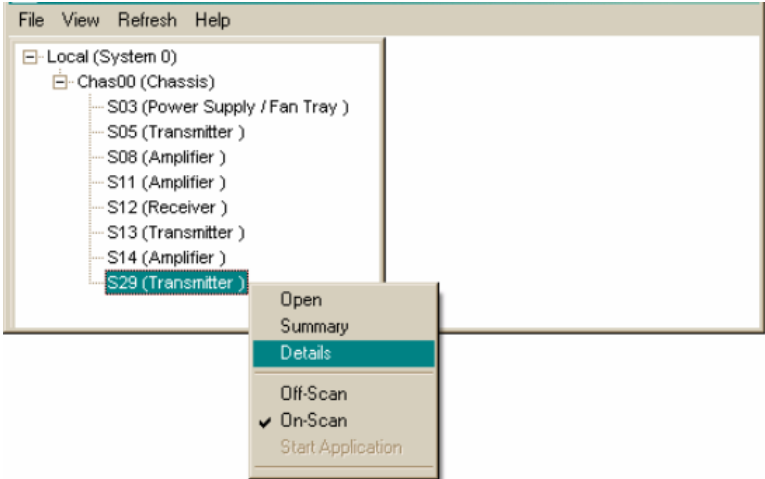 File View Refresh Help
Local (System 0)
Chas00 (Chassis)
S03 (Power Supply / Fan Tray )
S05 (Transmitter )
S08 (Amplifier )
S11 (Amplifier )
S12 (Receiver )
S13 (Transmitter )
S14 (Amplifier )
S29 (Transmitter )
Open
Summary
Details
Off-Scan
On-Scan
Start Application